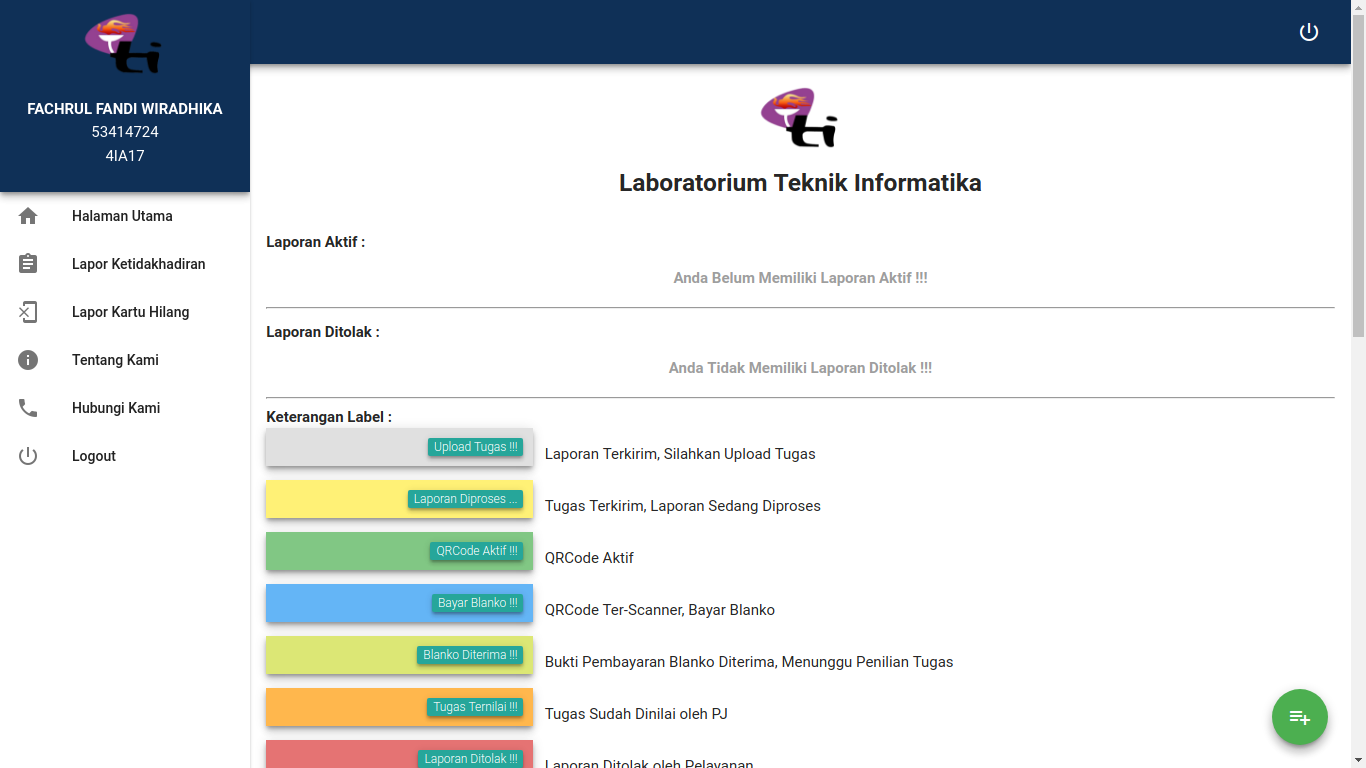 ti
FACHRUL FANDI WIRADHIKA
53414724
4IA17
Halaman Utama
Lapor Ketidakhadiran
Lapor Kartu Hilang
Tentang Kami
Hubungi Kami
Logout
ti
Laboratorium Teknik Informatika
Laporan Aktif :
Anda Belum Memiliki Laporan Aktif !!!
Laporan Ditolak :
Anda Tidak Memiliki Laporan Ditolak !!!
Keterangan Label :
Upload Tugas !!! Laporan Terkirim, Silahkan Upload Tugas
Laporan Diproses ... Tugas Terkirim, Laporan Sedang Diproses
QRCode Aktif !!! QRCode Aktif
Bayar Blanko !!! QRCode Ter-Scanner, Bayar Blanko
Blanko Diterima !!! Bukti Pembayaran Blanko Diterima, Menunggu Penilian Tugas
Tugas Ternilai !!! Tugas Sudah Dinilai oleh PJ
Laporan Ditolak !!! Laporan Ditolak oleh Pelayanan